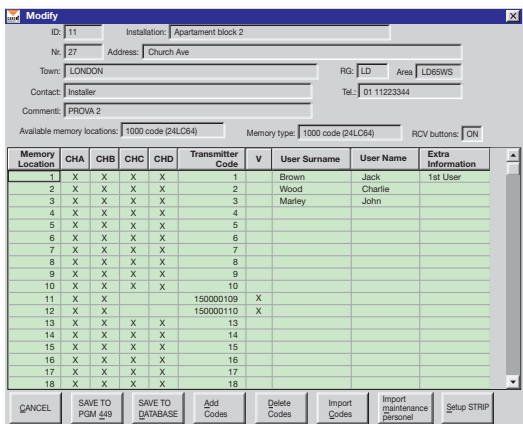 Modify
ID: 11 Installation: Apartament block 2
Nr. 27 Address: Church Ave
Town: LONDON RG: LD Area LD65WS
Contact: Installer Tel.: 01 11223344
Commenti: PROVA 2
Available memory locations: 1000 code (24LC64) Memory type: 1000 code (24LC64) RCV buttons: ON
Memory Location CHA CHB CHC CHD Transmitter Code V User Surname User Name Extra Information
1 X X X X 1 Brown Jack 1st User
2 X X X X 2 Wood Charlie
3 X X X X 3 Marley John
4 X X X X 4
5 X X X X 5
6 X X X X 6
7 X X X X 7
8 X X X X 8
9 X X X X 9
10 X X X X 10
11 X X 150000109 X
12 X X 150000110 X
13 X X X X 13
14 X X X X 14
15 X X X X 15
16 X X X X 16
17 X X X X 17
18 X X X X 18
CANCEL SAVE TO PGM 449 SAVE TO DATABASE Add Codes Delete Codes Import Codes Import maintenance personel Setup STRIP